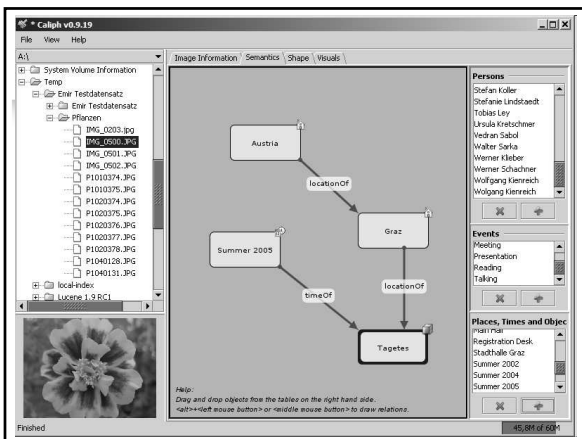 * Caliph v0.9.19
File View Help
A:\
System Volume Information
Temp
Emir Testdatensatz
Emir Testdatensatz
Pflanzen
IMG_0203.jpg
IMG_0500.JPG
IMG_0501.JPG
IMG_0502.JPG
P1010374.JPG
P1010375.JPG
P1020374.JPG
P1020375.JPG
P1020376.JPG
P1020377.JPG
P1020378.JPG
P1040128.JPG
P1040131.JPG
local-index
Lucene 1.9 RC1
Finished
Image Information Semantics Shape Visuals
Austria
locationOf
Graz
Summer 2005
locationOf
timeOf
Tagetes
Help:
Drag and drop objects from the tables on the right hand side.
<alt>+<left mouse button> or <middle mouse button> to draw relations.
Persons
Stefan Koller
Stefanie Lindstaedt
Tobias Ley
Ursula Kretschmer
Vedran Sabol
Walter Sarka
Werner Klieber
Werner Schachner
Wolfgang Kienreich
Wolgang Kienreich
Events
Meeting
Presentation
Reading
Talking
Places, Times and Objec
Main Hall
Registration Desk
Stadthalle Graz
Summer 2002
Summer 2004
Summer 2005
45,8M of 60M